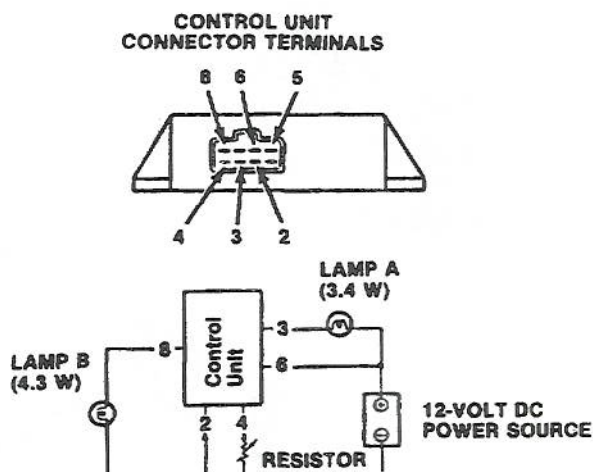 CONTROL UNIT
CONNECTOR TERMINALS
8 6 5
4 3 2
LAMP A
(3.4 W)
3
8
Control
Unit
6
LAMP B
(4.3 W)
2 4
12-VOLT DC
POWER SOURCE
RESISTOR